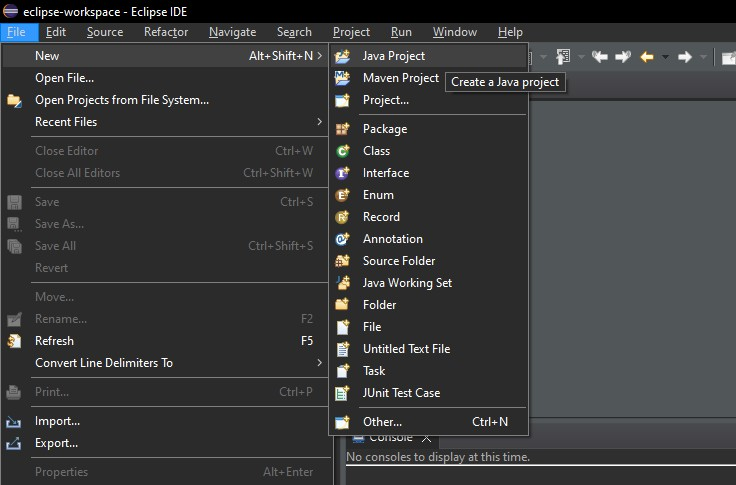 eclipse-workspace - Eclipse IDE
File Edit Source Refactor Navigate Search Project Run Window Help
New Alt+Shift+N
Open File...
Open Projects from File System...
Recent Files
Close Editor Ctrl+W
Close All Editors Ctrl+Shift+W
Save Ctrl+S
Save As...
Save All Ctrl+Shift+S
Revert
Move...
Rename... F2
Refresh F5
Convert Line Delimiters To
Print... Ctrl+P
Import...
Export...
Properties Alt+Enter
Java Project
Maven Project
Create a Java project
Project...
Package
Class
Interface
Enum
Record
Annotation
Source Folder
Java Working Set
Folder
File
Untitled Text File
Task
JUnit Test Case
Other... Ctrl+N
Console
No consoles to display at this time.